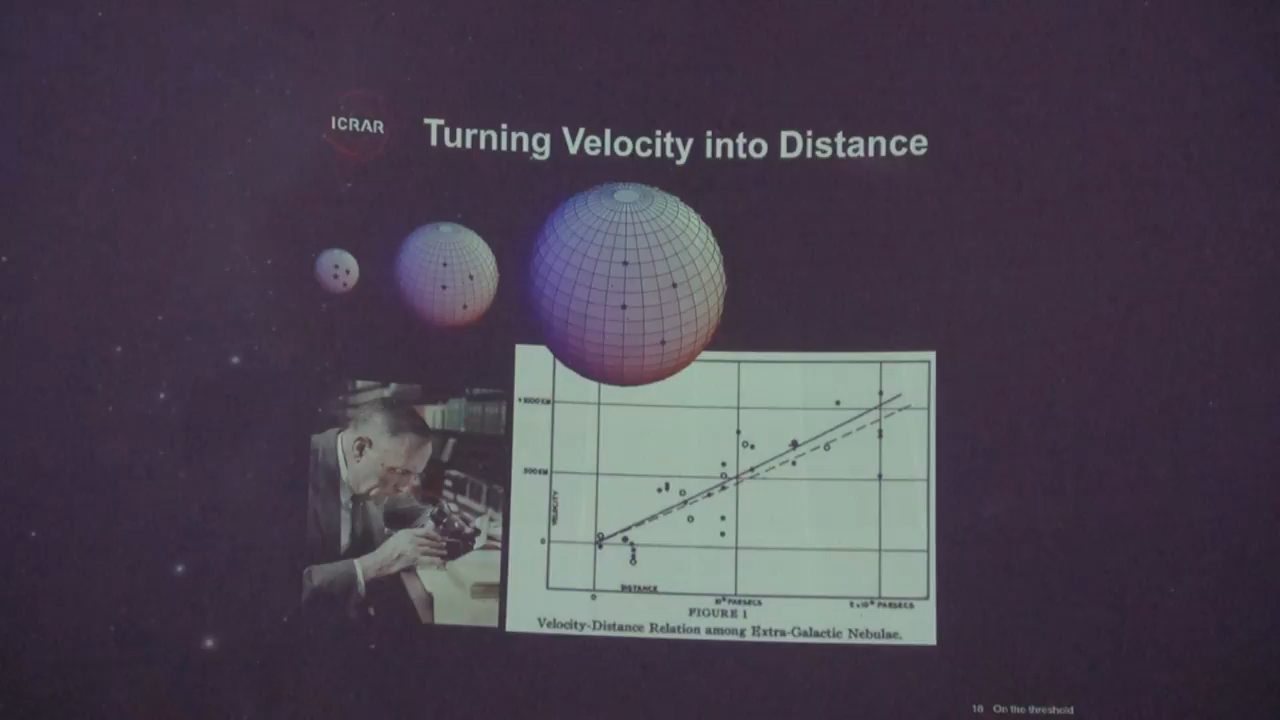 ICRAR
Turning Velocity into Distance
+1000 KM
500 KM
VELOCITY
0
DISTANCE
0
10⁶ PARSECS
2×10⁶ PARSECS
FIGURE 1
Velocity-Distance Relation among Extra-Galactic Nebulae.
18 On the threshold